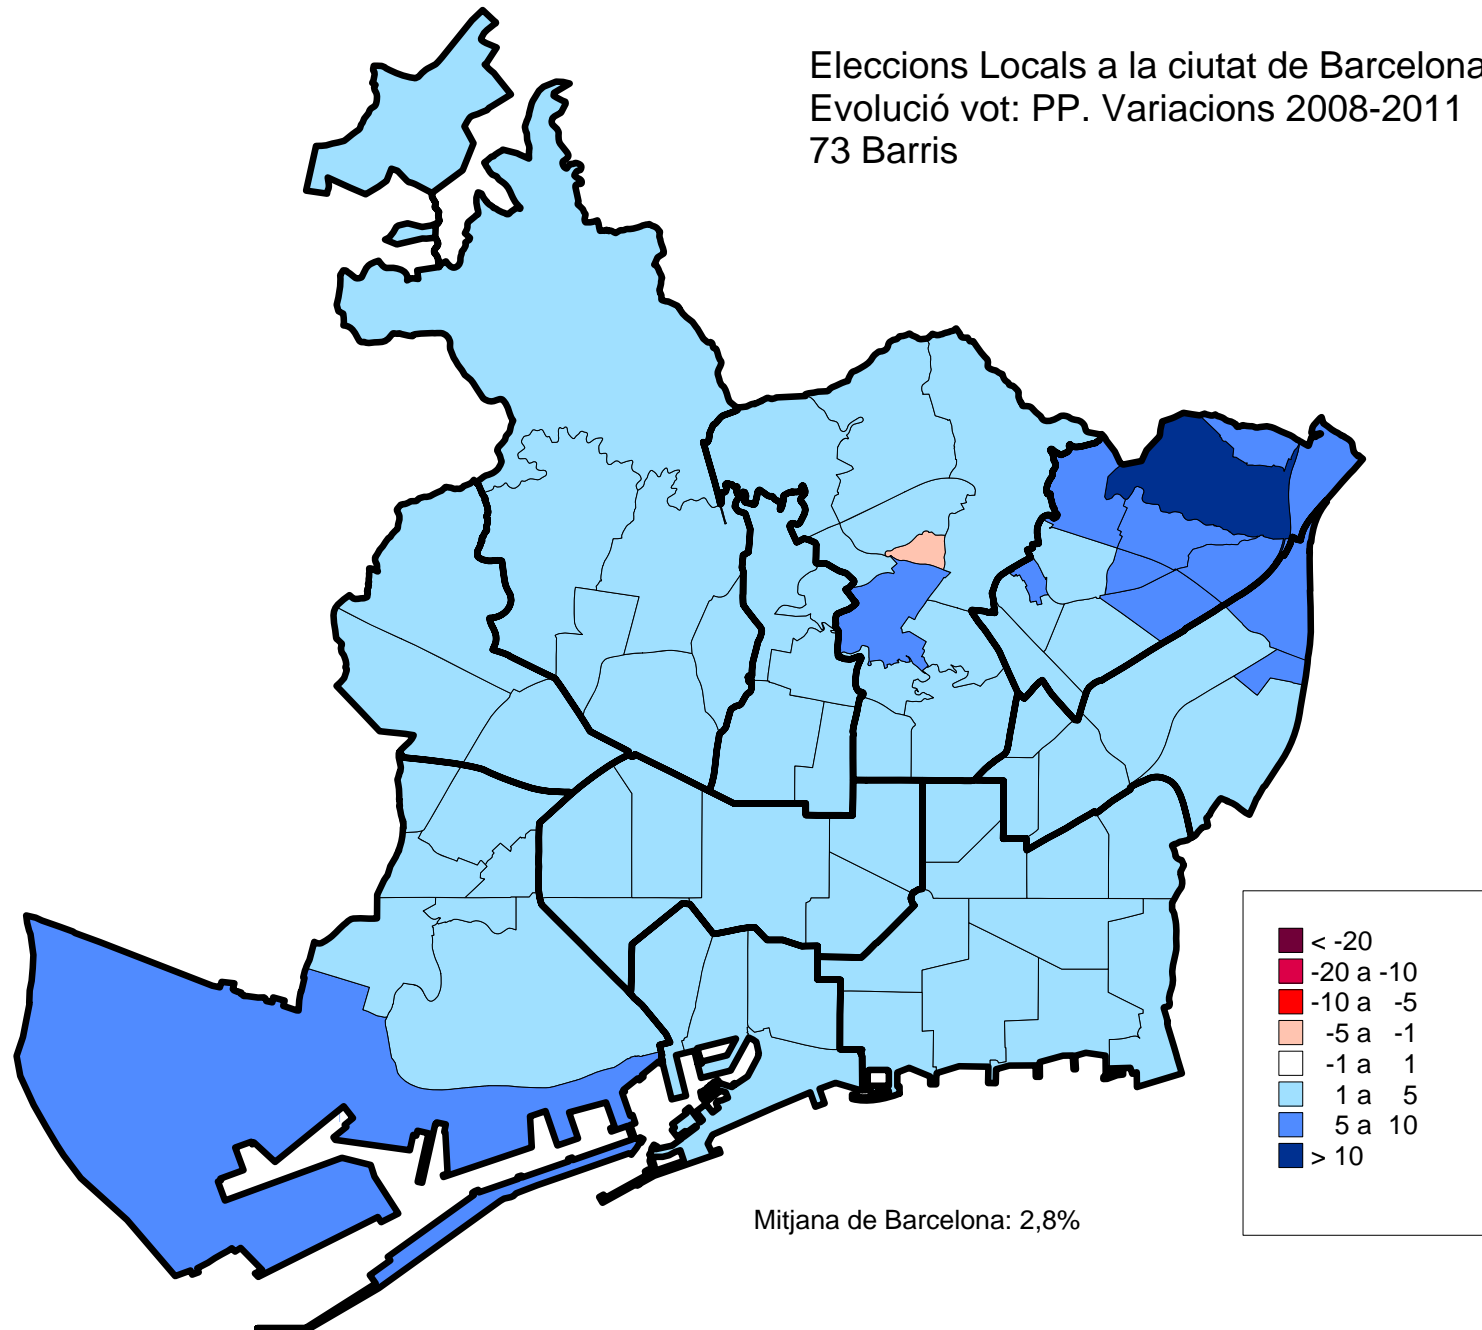 Eleccions Locals a la ciutat de Barcelona
Evolució vot: PP. Variacions 2008-2011
73 Barris
< -20
-20 a -10
-10 a -5
-5 a -1
-1 a 1
1 a 5
5 a 10
> 10
Mitjana de Barcelona: 2,8%